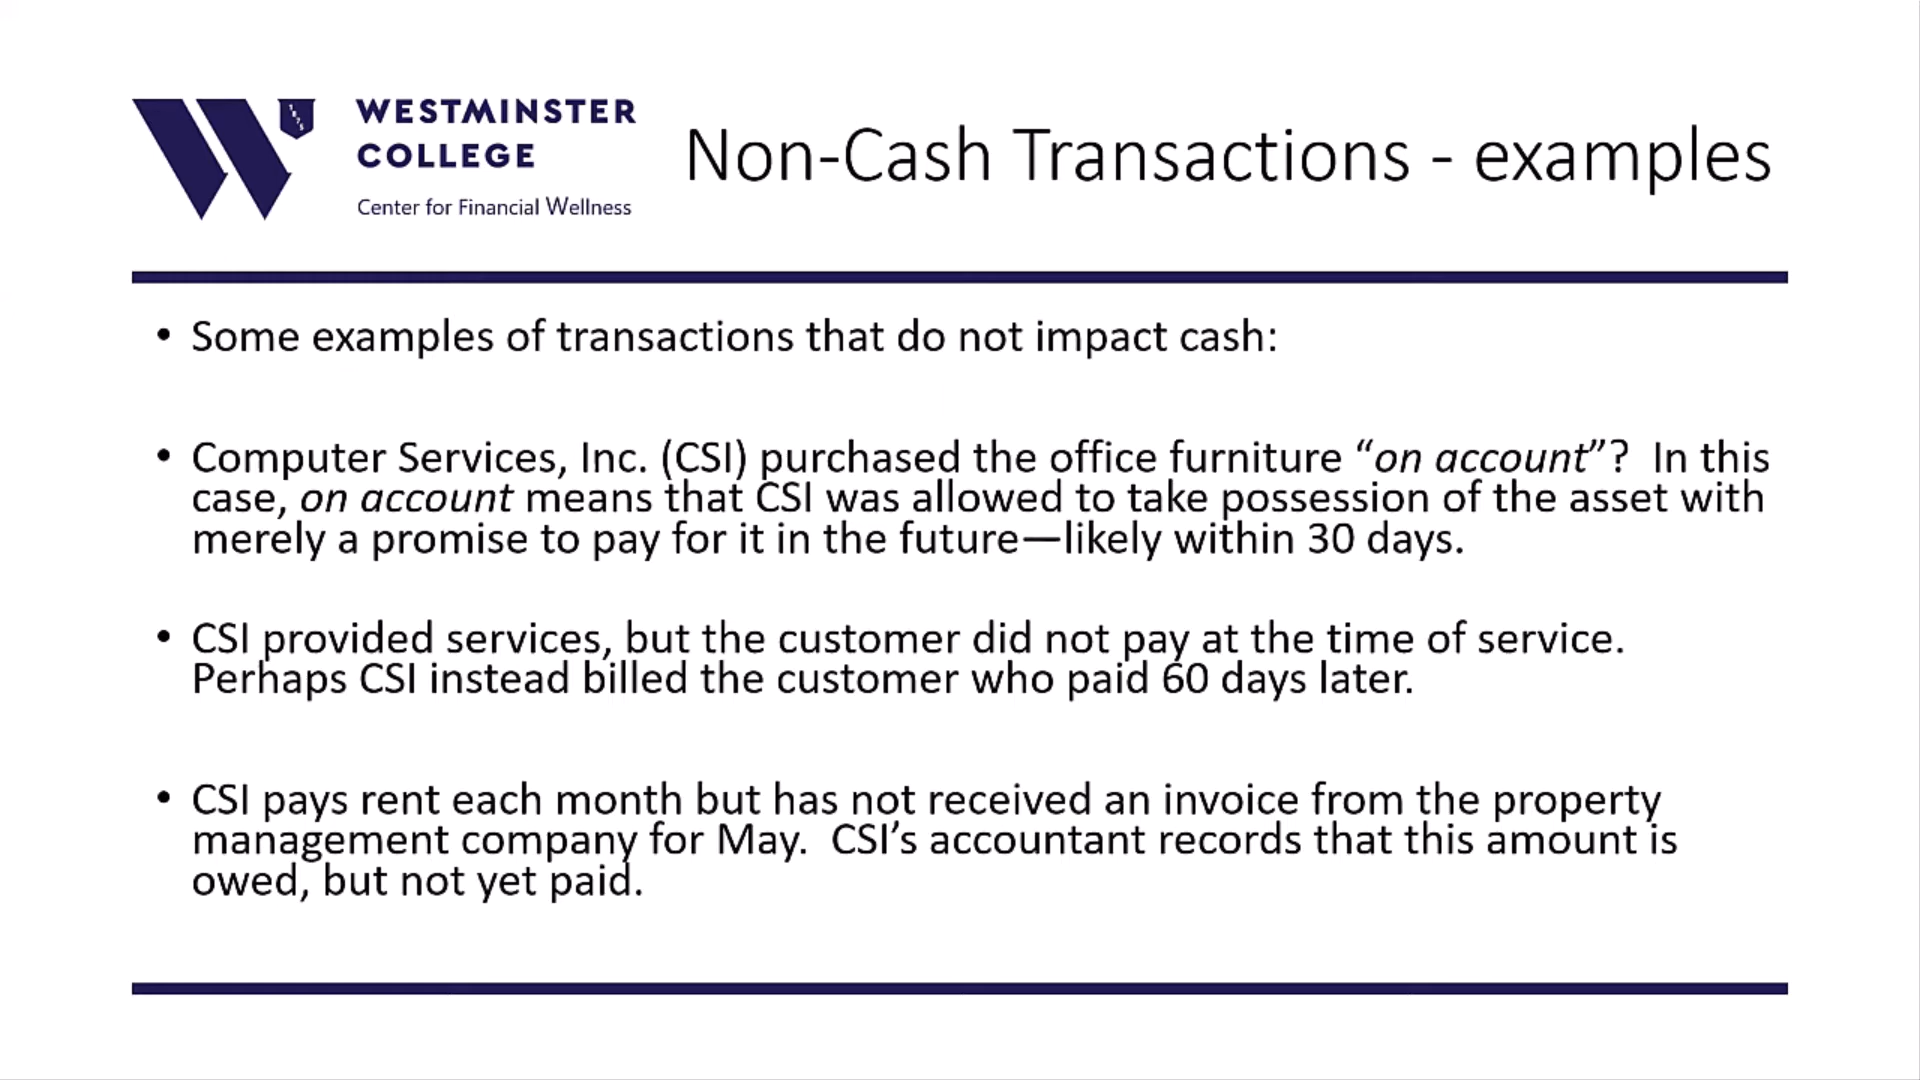 1875
WESTMINSTER
COLLEGE
Center for Financial Wellness
Non-Cash Transactions - examples
• Some examples of transactions that do not impact cash:
• Computer Services, Inc. (CSI) purchased the office furniture “on account”?  In this
case, on account means that CSI was allowed to take possession of the asset with
merely a promise to pay for it in the future—likely within 30 days.
• CSI provided services, but the customer did not pay at the time of service.
Perhaps CSI instead billed the customer who paid 60 days later.
• CSI pays rent each month but has not received an invoice from the property
management company for May.  CSI’s accountant records that this amount is
owed, but not yet paid.